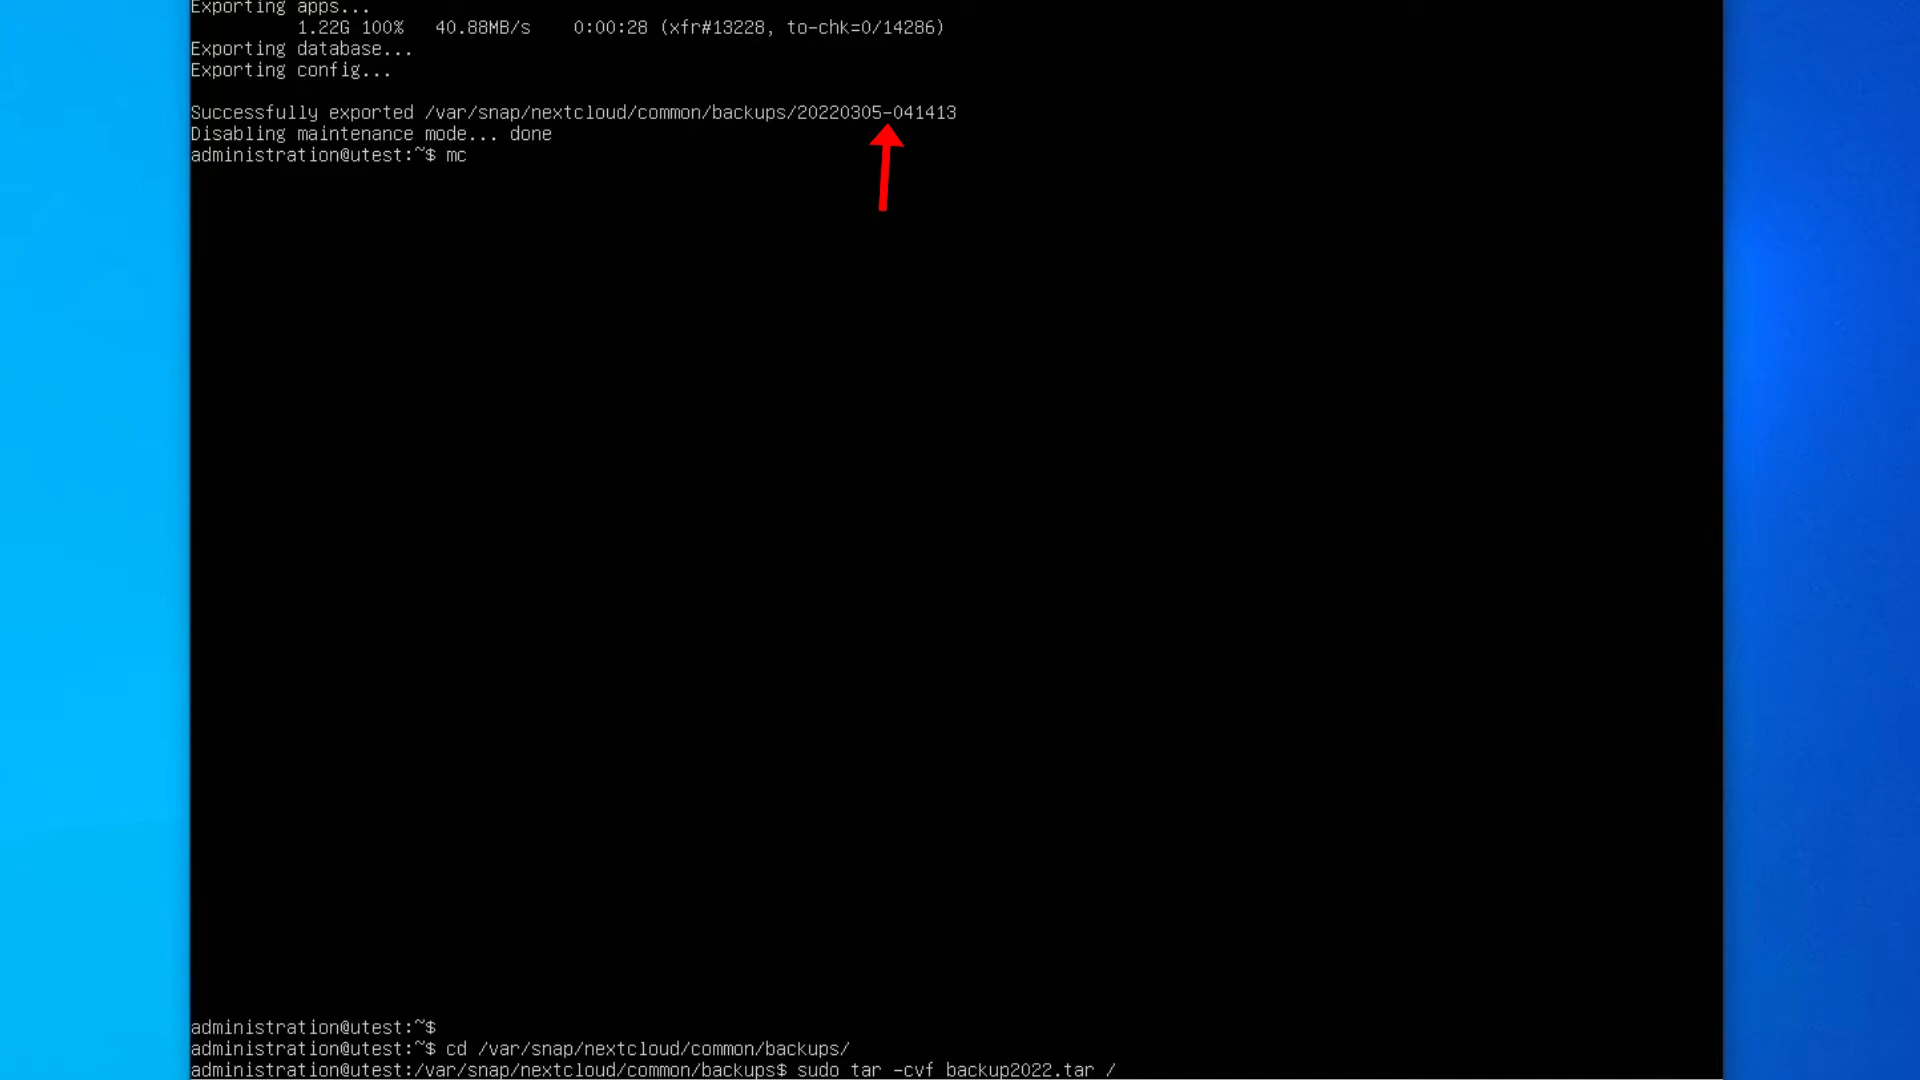 Exporting apps...
1.22G 100% 40.88MB/s 0:00:28 (xfr#13228, to-chk=0/14286)
Exporting database...
Exporting config...
Successfully exported /var/snap/nextcloud/common/backups/20220305-041413
Disabling maintenance mode... done
administration@utest:~$ mc
administration@utest:~$
administration@utest:~$ cd /var/snap/nextcloud/common/backups/
administration@utest:/var/snap/nextcloud/common/backups$ sudo tar -cvf backup2022.tar /